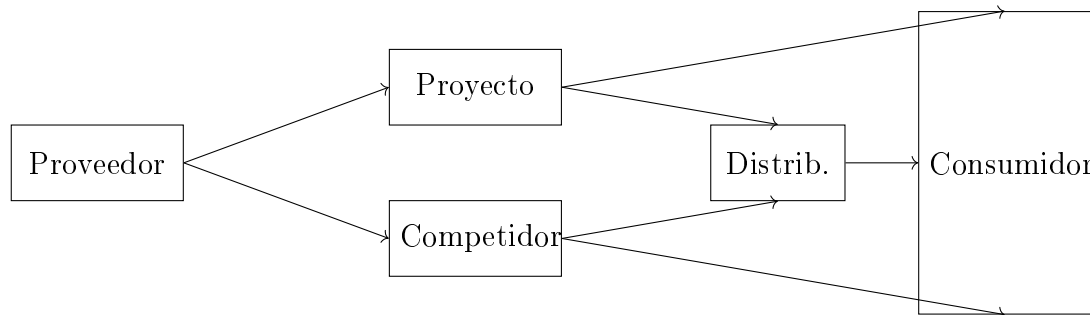 Proyecto
Proveedor
Distrib.
Consumidor
Competidor